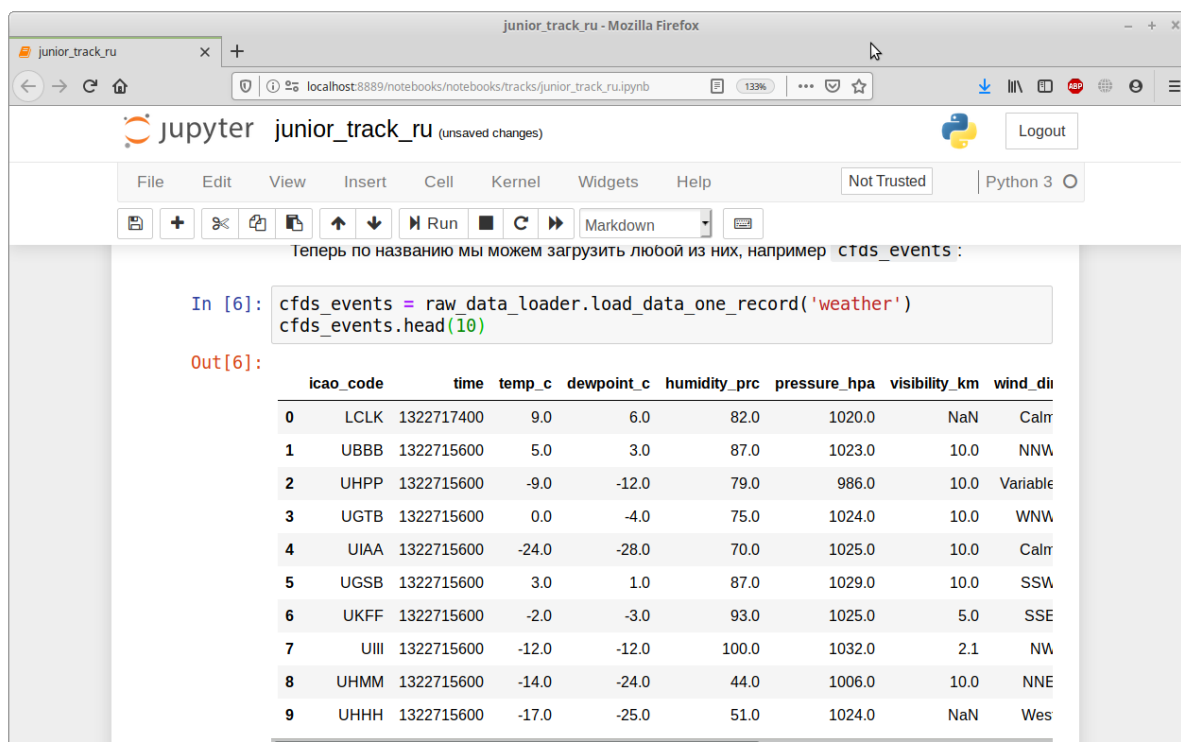 junior_track_ru - Mozilla Firefox
junior_track_ru
localhost:8889/notebooks/notebooks/tracks/junior_track_ru.ipynb 133% ABP
jupyter junior_track_ru (unsaved changes) Logout
File Edit View Insert Cell Kernel Widgets Help Not Trusted Python 3
Run Markdown
Теперь по названию мы можем загрузить любой из них, например cfds_events :
In [6]: cfds_events = raw_data_loader.load_data_one_record('weather')
cfds_events.head(10)
Out[6]:
icao_code time temp_c dewpoint_c humidity_prc pressure_hpa visibility_km wind_dir
0 LCLK 1322717400 9.0 6.0 82.0 1020.0 NaN Calm
1 UBBB 1322715600 5.0 3.0 87.0 1023.0 10.0 NNW
2 UHPP 1322715600 -9.0 -12.0 79.0 986.0 10.0 Variable
3 UGTB 1322715600 0.0 -4.0 75.0 1024.0 10.0 WNW
4 UIAA 1322715600 -24.0 -28.0 70.0 1025.0 10.0 Calm
5 UGSB 1322715600 3.0 1.0 87.0 1029.0 10.0 SSW
6 UKFF 1322715600 -2.0 -3.0 93.0 1025.0 5.0 SSE
7 UIII 1322715600 -12.0 -12.0 100.0 1032.0 2.1 NW
8 UHMM 1322715600 -14.0 -24.0 44.0 1006.0 10.0 NNE
9 UHHH 1322715600 -17.0 -25.0 51.0 1024.0 NaN Wes